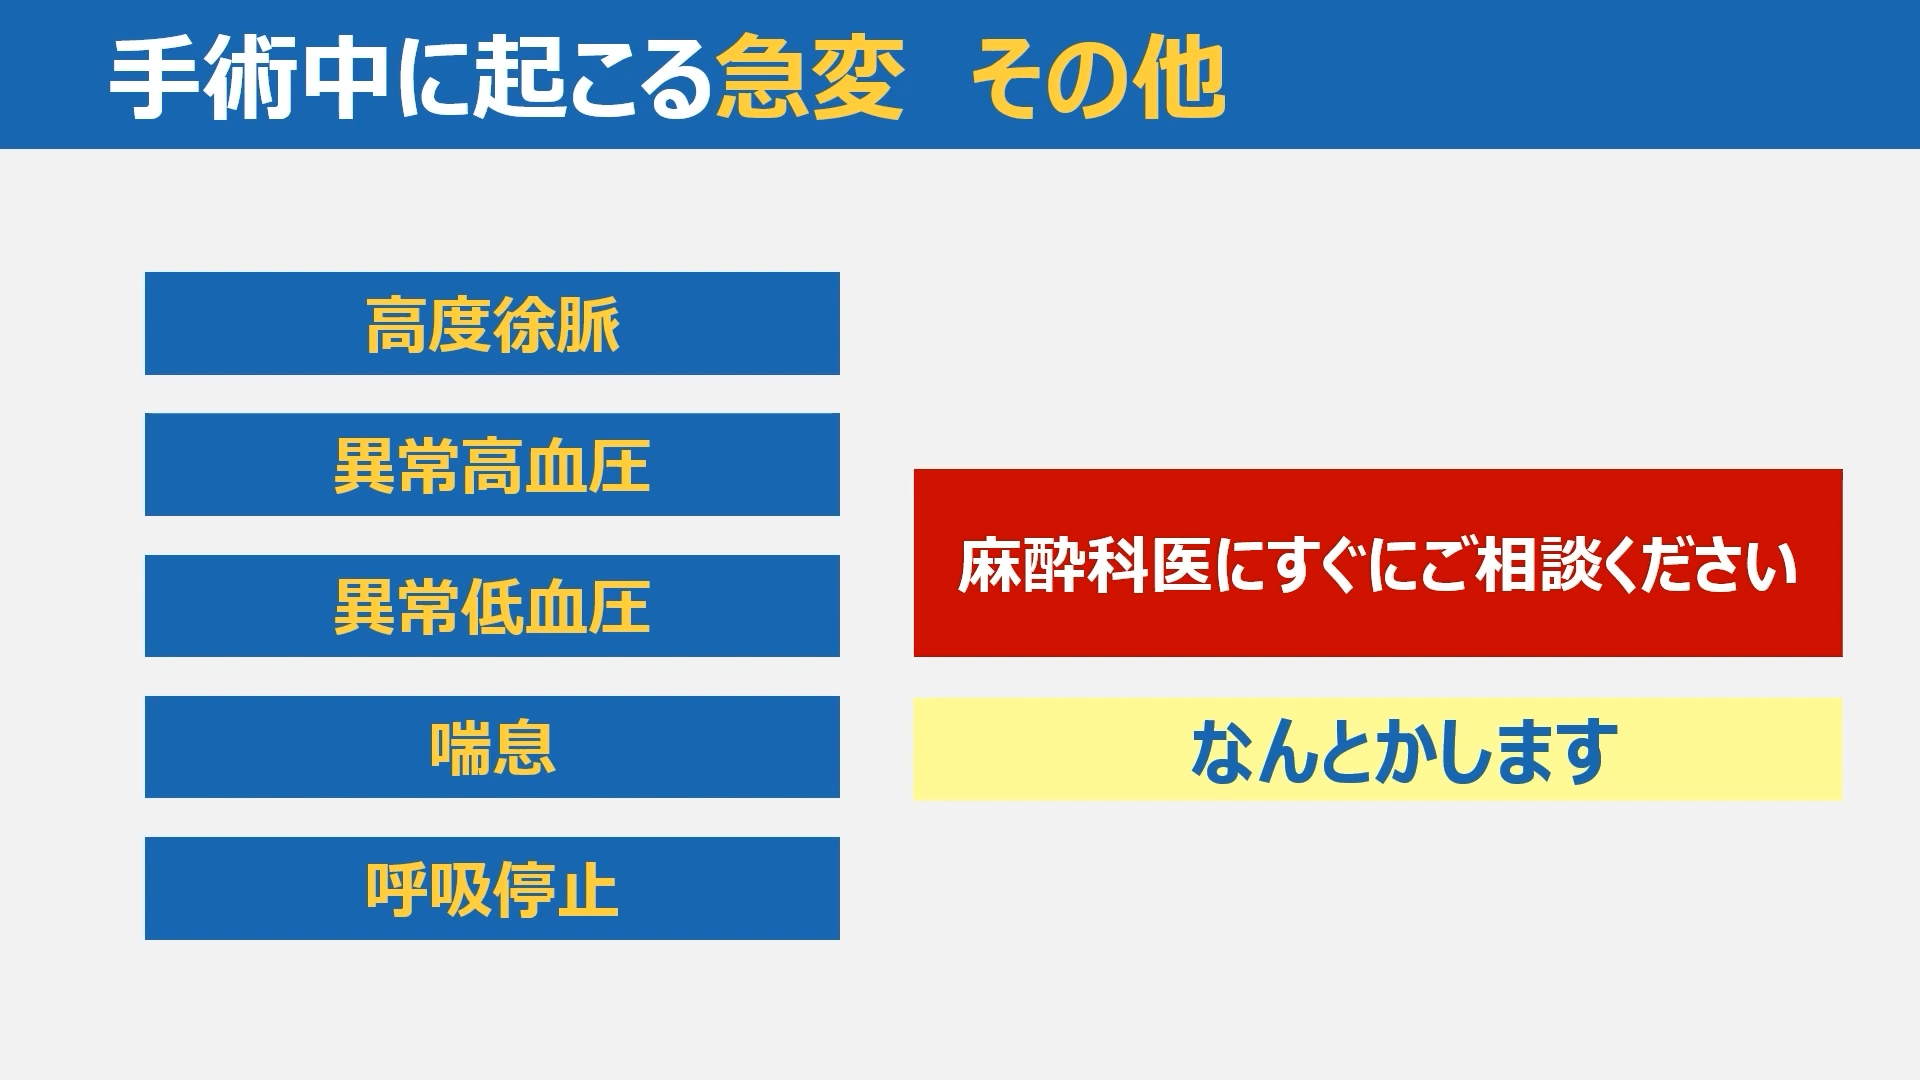 手術中に起こる急変　その他
高度徐脈
異常高血圧
異常低血圧
喘息
呼吸停止
麻酔科医にすぐにご相談ください
なんとかします